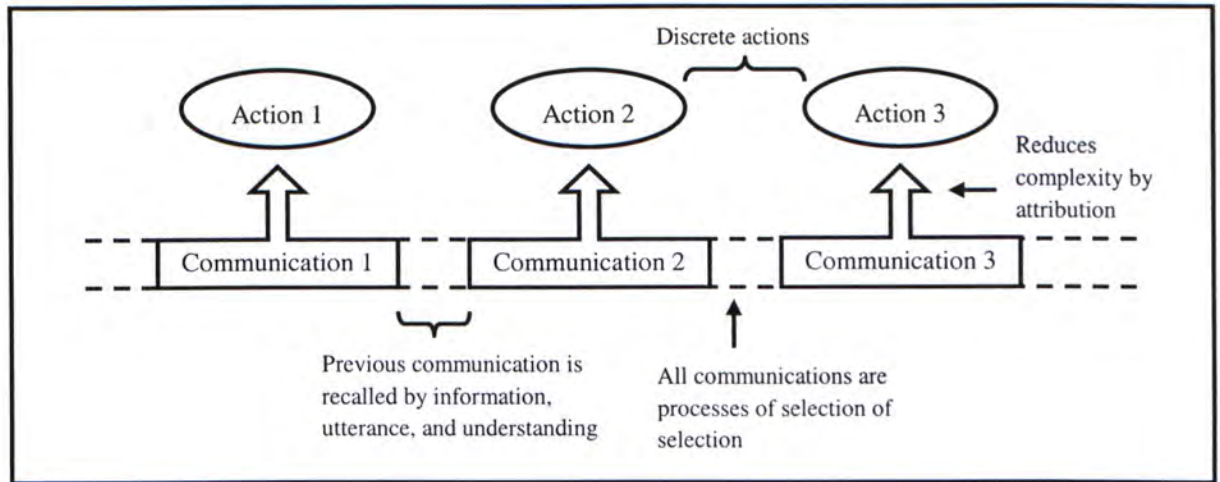 Discrete actions
Action 1
Action 2
Action 3
Reduces
complexity by
attribution
Communication 1
Communication 2
Communication 3
Previous communication is
recalled by information,
utterance, and understanding
All communications are
processes of selection of
selection